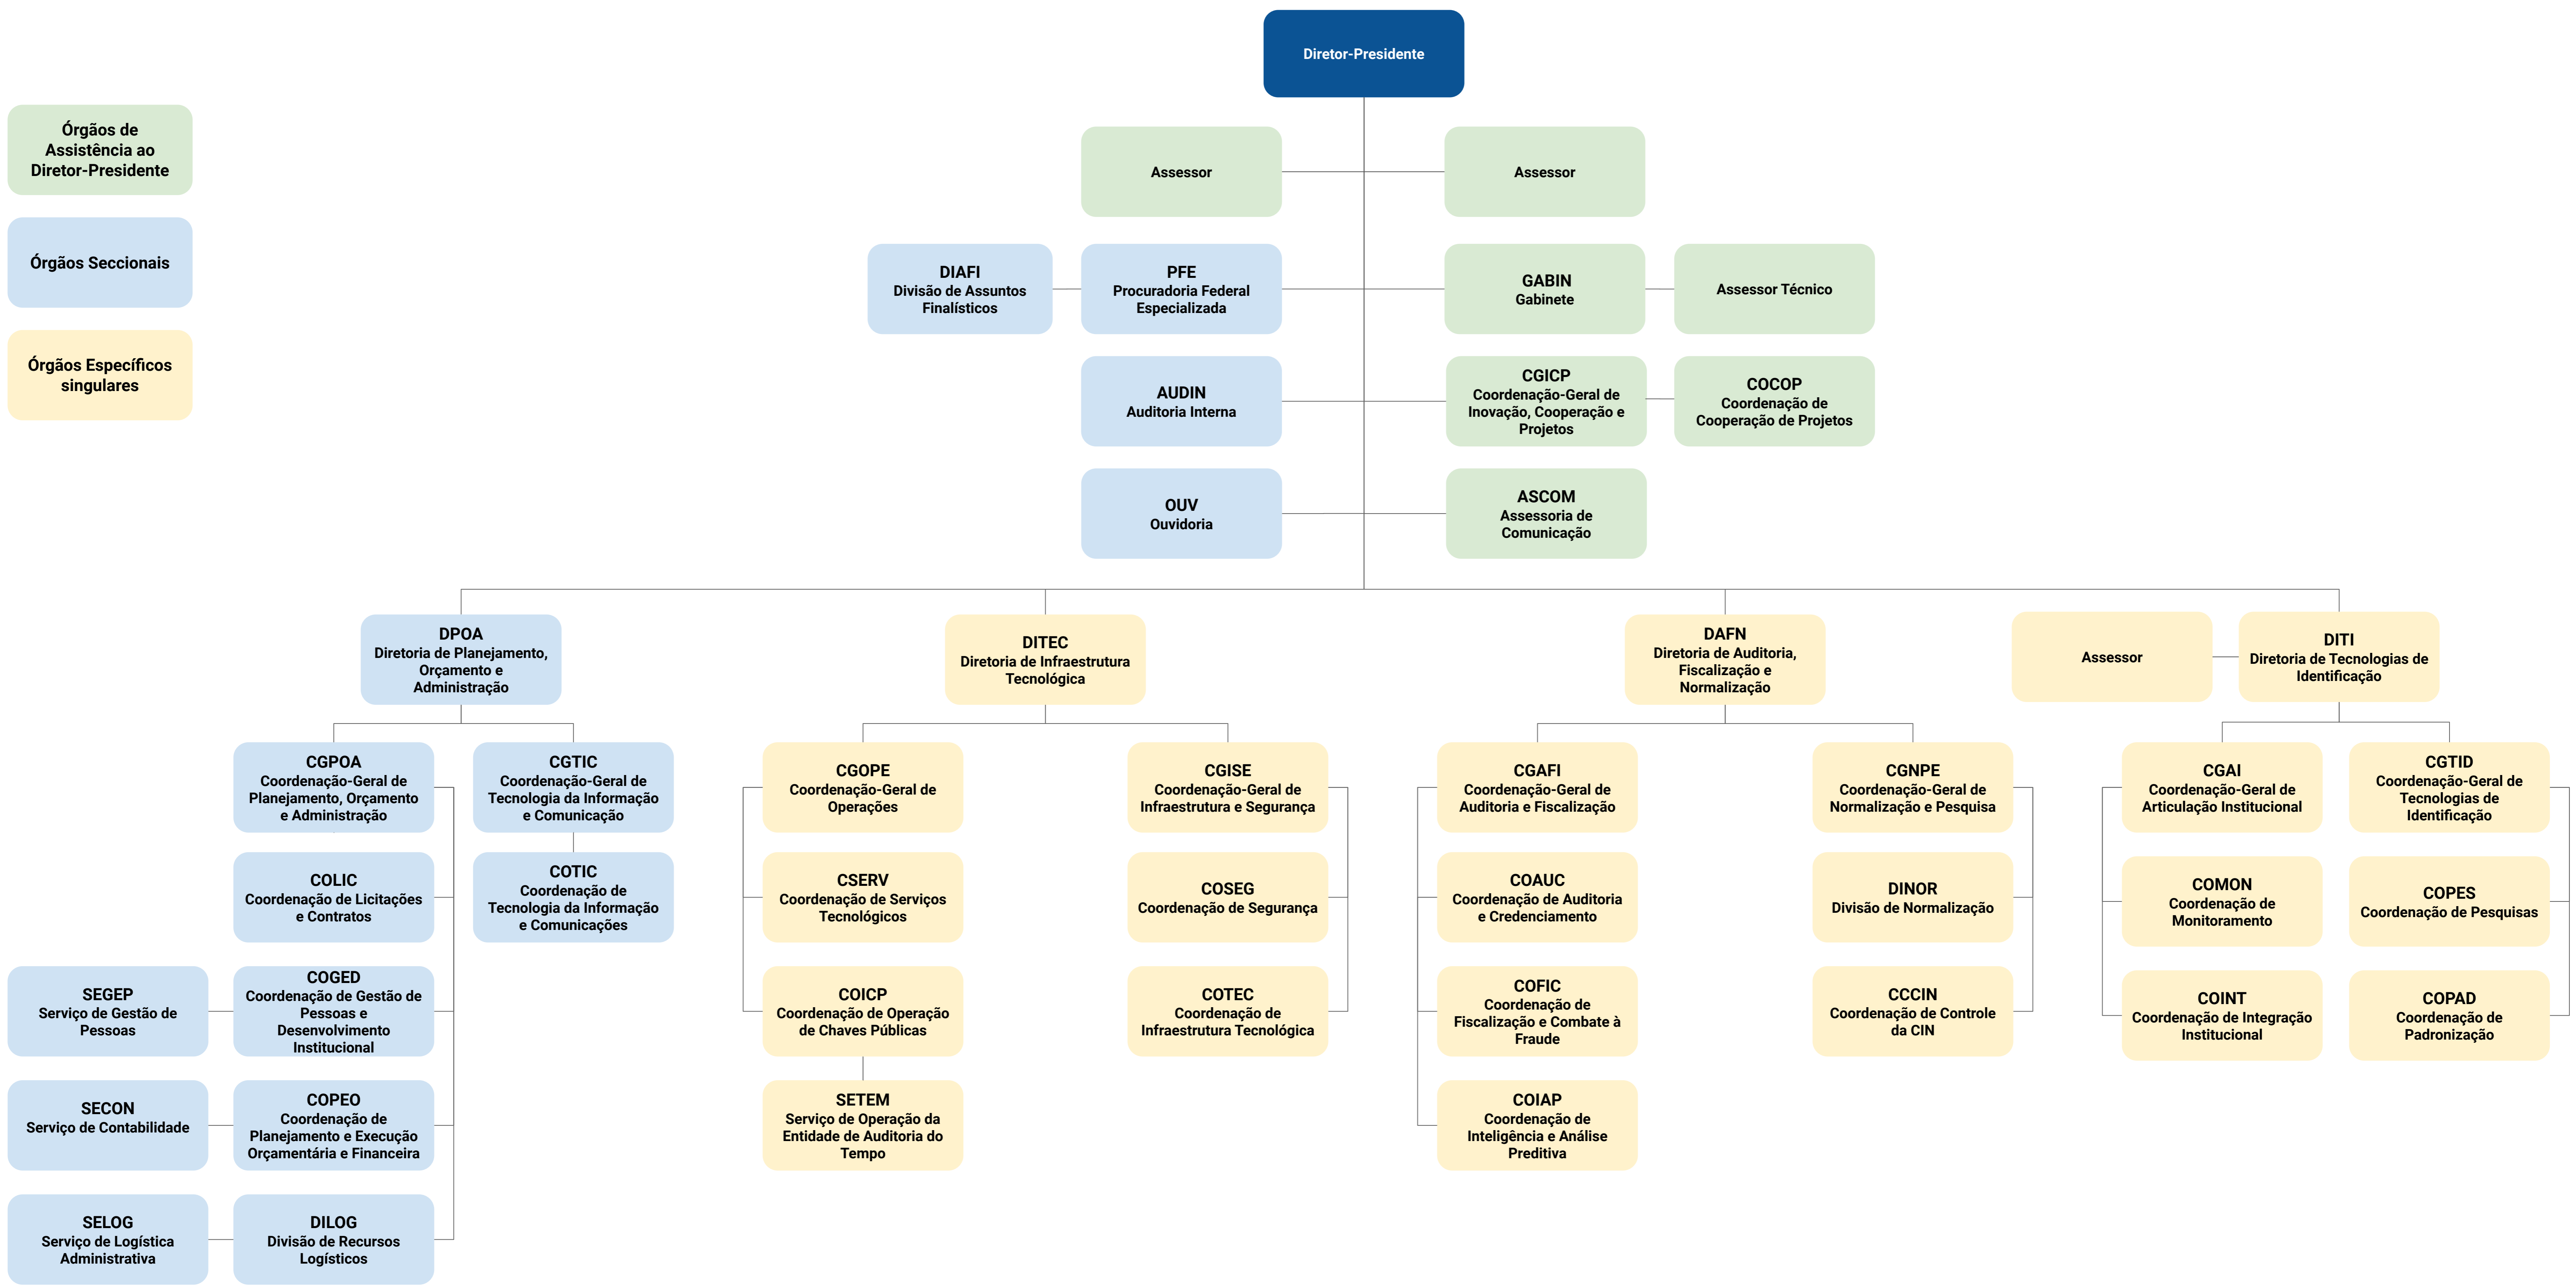 Diretor-Presidente
Órgãos de
Assistência ao
Diretor-Presidente
Órgãos Seccionais
Órgãos Específicos
singulares
Assessor
Assessor
DIAFI
Divisão de Assuntos
Finalísticos
PFE
Procuradoria Federal
Especializada
GABIN
Gabinete
Assessor Técnico
AUDIN
Auditoria Interna
CGICP
Coordenação-Geral de
Inovação, Cooperação e
Projetos
COCOP
Coordenação de
Cooperação de Projetos
OUV
Ouvidoria
ASCOM
Assessoria de
Comunicação
DPOA
Diretoria de Planejamento,
Orçamento e
Administração
DITEC
Diretoria de Infraestrutura
Tecnológica
DAFN
Diretoria de Auditoria,
Fiscalização e
Normalização
Assessor
DITI
Diretoria de Tecnologias de
Identificação
CGPOA
Coordenação-Geral de
Planejamento, Orçamento
e Administração
CGTIC
Coordenação-Geral de
Tecnologia da Informação
e Comunicação
CGOPE
Coordenação-Geral de
Operações
CGISE
Coordenação-Geral de
Infraestrutura e Segurança
CGAFI
Coordenação-Geral de
Auditoria e Fiscalização
CGNPE
Coordenação-Geral de
Normalização e Pesquisa
CGAI
Coordenação-Geral de
Articulação Institucional
CGTID
Coordenação-Geral de
Tecnologias de
Identificação
COLIC
Coordenação de Licitações
e Contratos
COTIC
Coordenação de
Tecnologia da Informação
e Comunicações
CSERV
Coordenação de Serviços
Tecnológicos
COSEG
Coordenação de Segurança
COAUC
Coordenação de Auditoria
e Credenciamento
DINOR
Divisão de Normalização
COMON
Coordenação de
Monitoramento
COPES
Coordenação de Pesquisas
SEGEP
Serviço de Gestão de
Pessoas
COGED
Coordenação de Gestão de
Pessoas e
Desenvolvimento
Institucional
COICP
Coordenação de Operação
de Chaves Públicas
COTEC
Coordenação de
Infraestrutura Tecnológica
COFIC
Coordenação de
Fiscalização e Combate à
Fraude
CCCIN
Coordenação de Controle
da CIN
COINT
Coordenação de Integração
Institucional
COPAD
Coordenação de
Padronização
SECON
Serviço de Contabilidade
COPEO
Coordenação de
Planejamento e Execução
Orçamentária e Financeira
SETEM
Serviço de Operação da
Entidade de Auditoria do
Tempo
COIAP
Coordenação de
Inteligência e Análise
Preditiva
SELOG
Serviço de Logística
Administrativa
DILOG
Divisão de Recursos
Logísticos